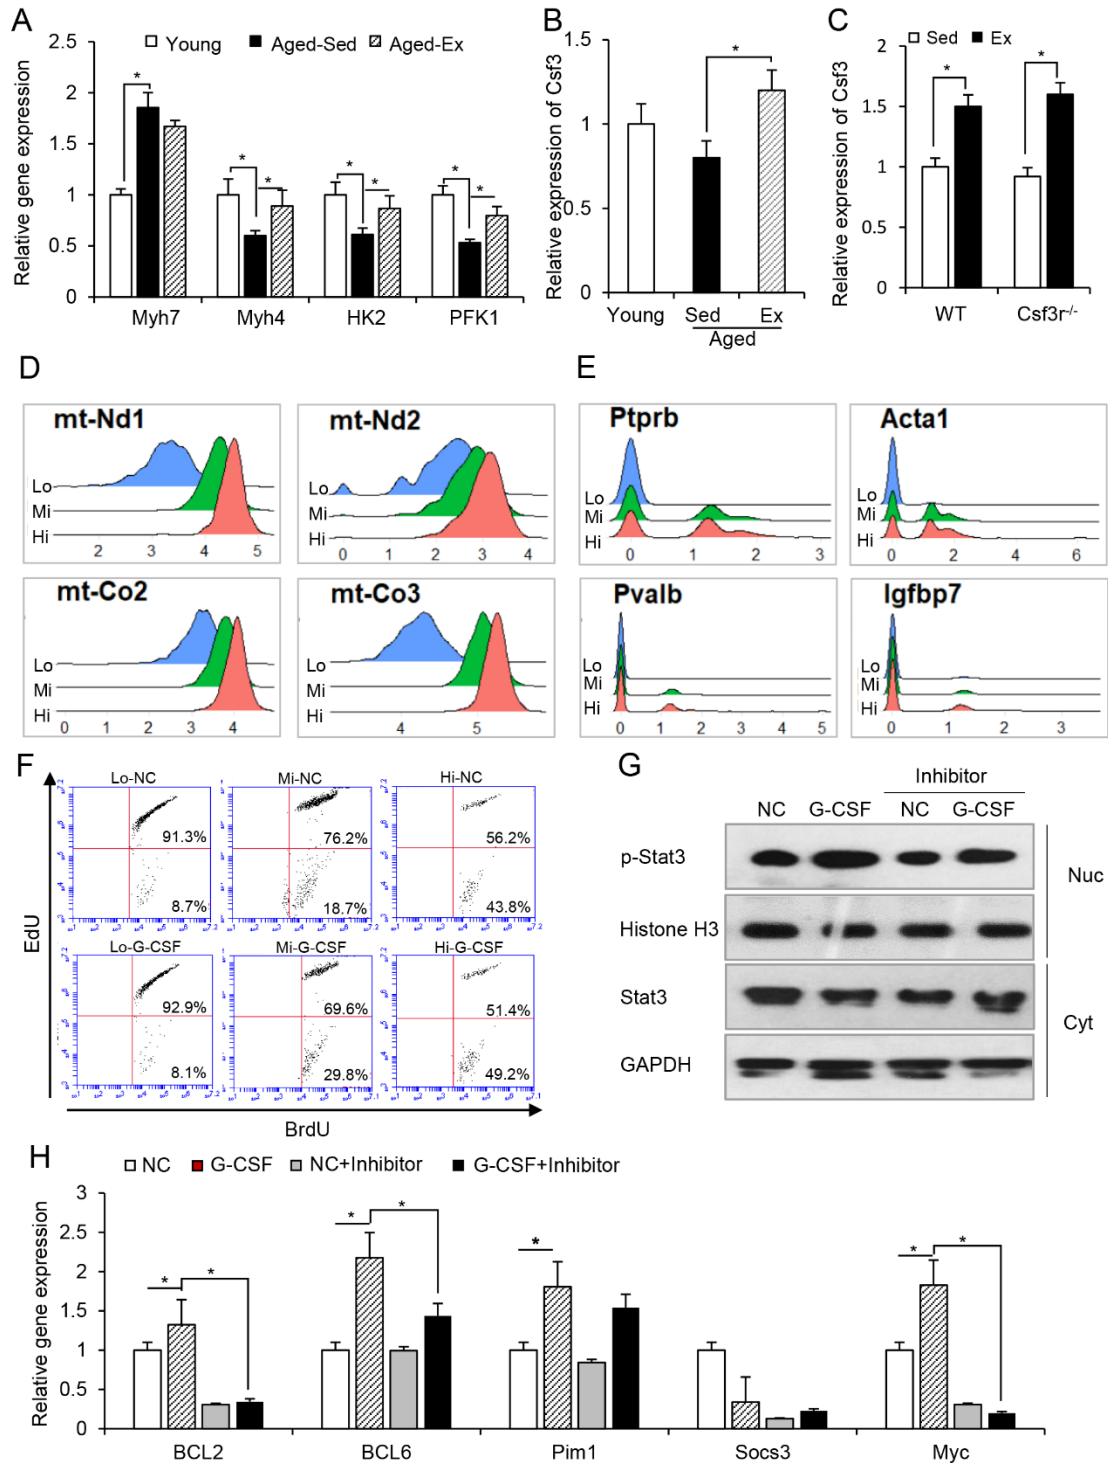 A
Young Aged-Sed Aged-Ex
Relative gene expression
2.5
2
1.5
1
0.5
0
Myh7 Myh4 HK2 PFK1
* * * * * * *
B
Relative expression of Csf3
1.5
1
0.5
0
*
Young Sed Ex
Aged
C
Sed Ex
Relative expression of Csf3
2
1.5
1
0.5
0
* *
WT Csf3r-/-
D
mt-Nd1
Lo
Mi
Hi
2 3 4 5
mt-Nd2
Lo
Mi
Hi
0 1 2 3 4
mt-Co2
Lo
Mi
Hi
0 1 2 3 4
mt-Co3
Lo
Mi
Hi
4 5
E
Ptprb
Lo
Mi
Hi
0 1 2 3
Acta1
Lo
Mi
Hi
0 2 4 6
Pvalb
Lo
Mi
Hi
0 1 2 3 4 5
Igfbp7
Lo
Mi
Hi
0 1 2 3
F
EdU
Lo-NC
91.3%
8.7%
Mi-NC
76.2%
18.7%
Hi-NC
56.2%
43.8%
Lo-G-CSF
92.9%
8.1%
Mi-G-CSF
69.6%
29.8%
Hi-G-CSF
51.4%
49.2%
BrdU
G
Inhibitor
NC G-CSF NC G-CSF
p-Stat3
Histone H3
Nuc
Stat3
GAPDH
Cyt
H
NC G-CSF NC+Inhibitor G-CSF+Inhibitor
Relative gene expression
3
2.5
2
1.5
1
0.5
0
* * * * * * *
BCL2 BCL6 Pim1 Socs3 Myc